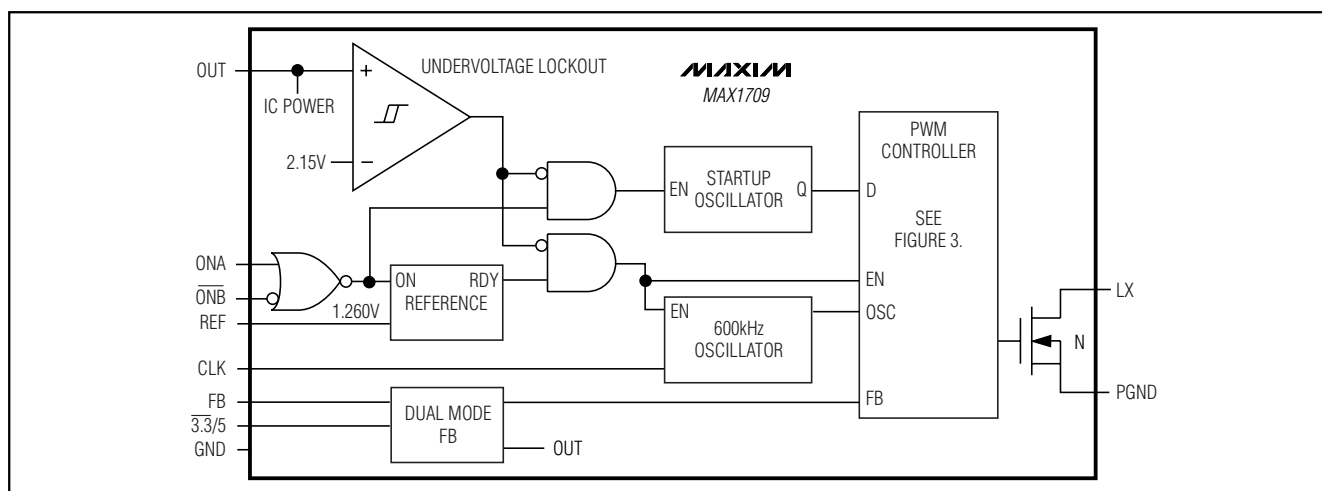 OUT
IC POWER
2.15V
+
−
UNDERVOLTAGE LOCKOUT
MAXIM
MAX1709
PWM
CONTROLLER
SEE
FIGURE 3.
D
EN
OSC
FB
EN
STARTUP
OSCILLATOR
Q
ONA
ONB
REF
1.260V
ON
RDY
REFERENCE
EN
600kHz
OSCILLATOR
CLK
FB
3.3/5
GND
DUAL MODE
FB
OUT
LX
N
PGND